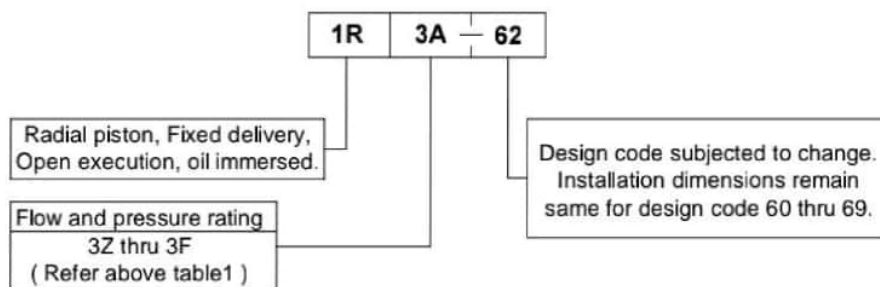 1R 3A — 62
Radial piston, Fixed delivery,
Open execution, oil immersed.
Flow and pressure rating
3Z thru 3F
( Refer above table1 )
Design code subjected to change.
Installation dimensions remain
same for design code 60 thru 69.